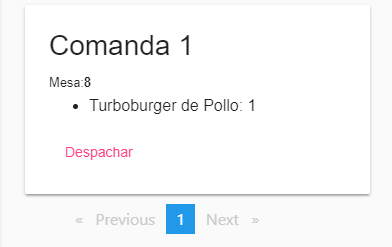 Comanda 1
Mesa:8
• Turboburger de Pollo: 1
Despachar
« Previous 1 Next »